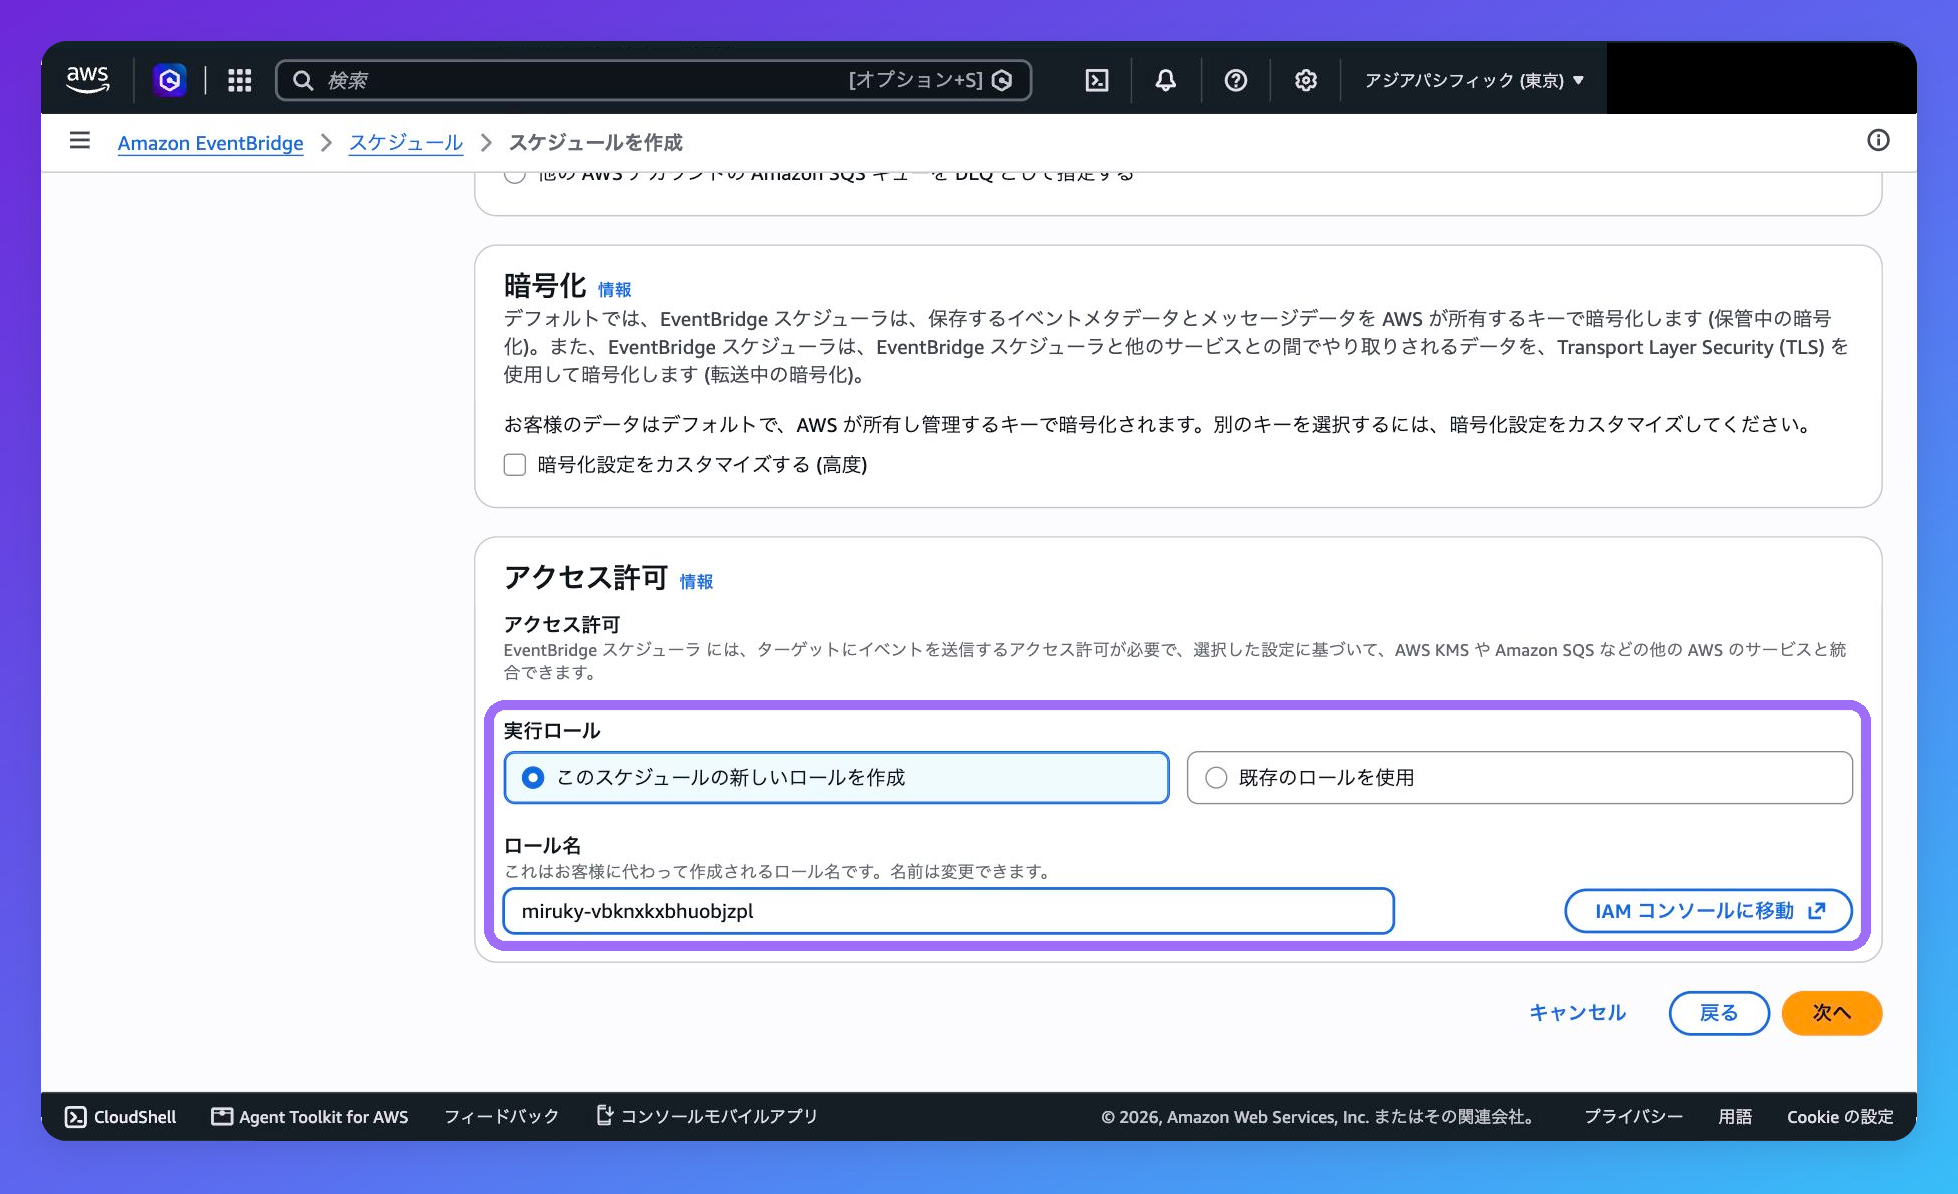 aws
検索
[オプション+S]
アジアパシフィック (東京) ▼
Amazon EventBridge
スケジュール
スケジュールを作成
他の AWS アカウントの Amazon SQS キューを DLQ として指定する
暗号化 情報
デフォルトでは、EventBridge スケジューラは、保存するイベントメタデータとメッセージデータを AWS が所有するキーで暗号化します (保管中の暗号
化)。また、EventBridge スケジューラは、EventBridge スケジューラと他のサービスとの間でやり取りされるデータを、Transport Layer Security (TLS) を
使用して暗号化します (転送中の暗号化)。
お客様のデータはデフォルトで、AWS が所有し管理するキーで暗号化されます。別のキーを選択するには、暗号化設定をカスタマイズしてください。
暗号化設定をカスタマイズする (高度)
アクセス許可 情報
アクセス許可
EventBridge スケジューラ には、ターゲットにイベントを送信するアクセス許可が必要で、選択した設定に基づいて、AWS KMS や Amazon SQS などの他の AWS のサービスと統
合できます。
実行ロール
このスケジュールの新しいロールを作成
既存のロールを使用
ロール名
これはお客様に代わって作成されるロール名です。名前は変更できます。
miruky-vbknxkxbhuobjzpl
IAM コンソールに移動
キャンセル
戻る
次へ
CloudShell
Agent Toolkit for AWS
フィードバック
コンソールモバイルアプリ
© 2026, Amazon Web Services, Inc. またはその関連会社。
プライバシー
用語
Cookie の設定